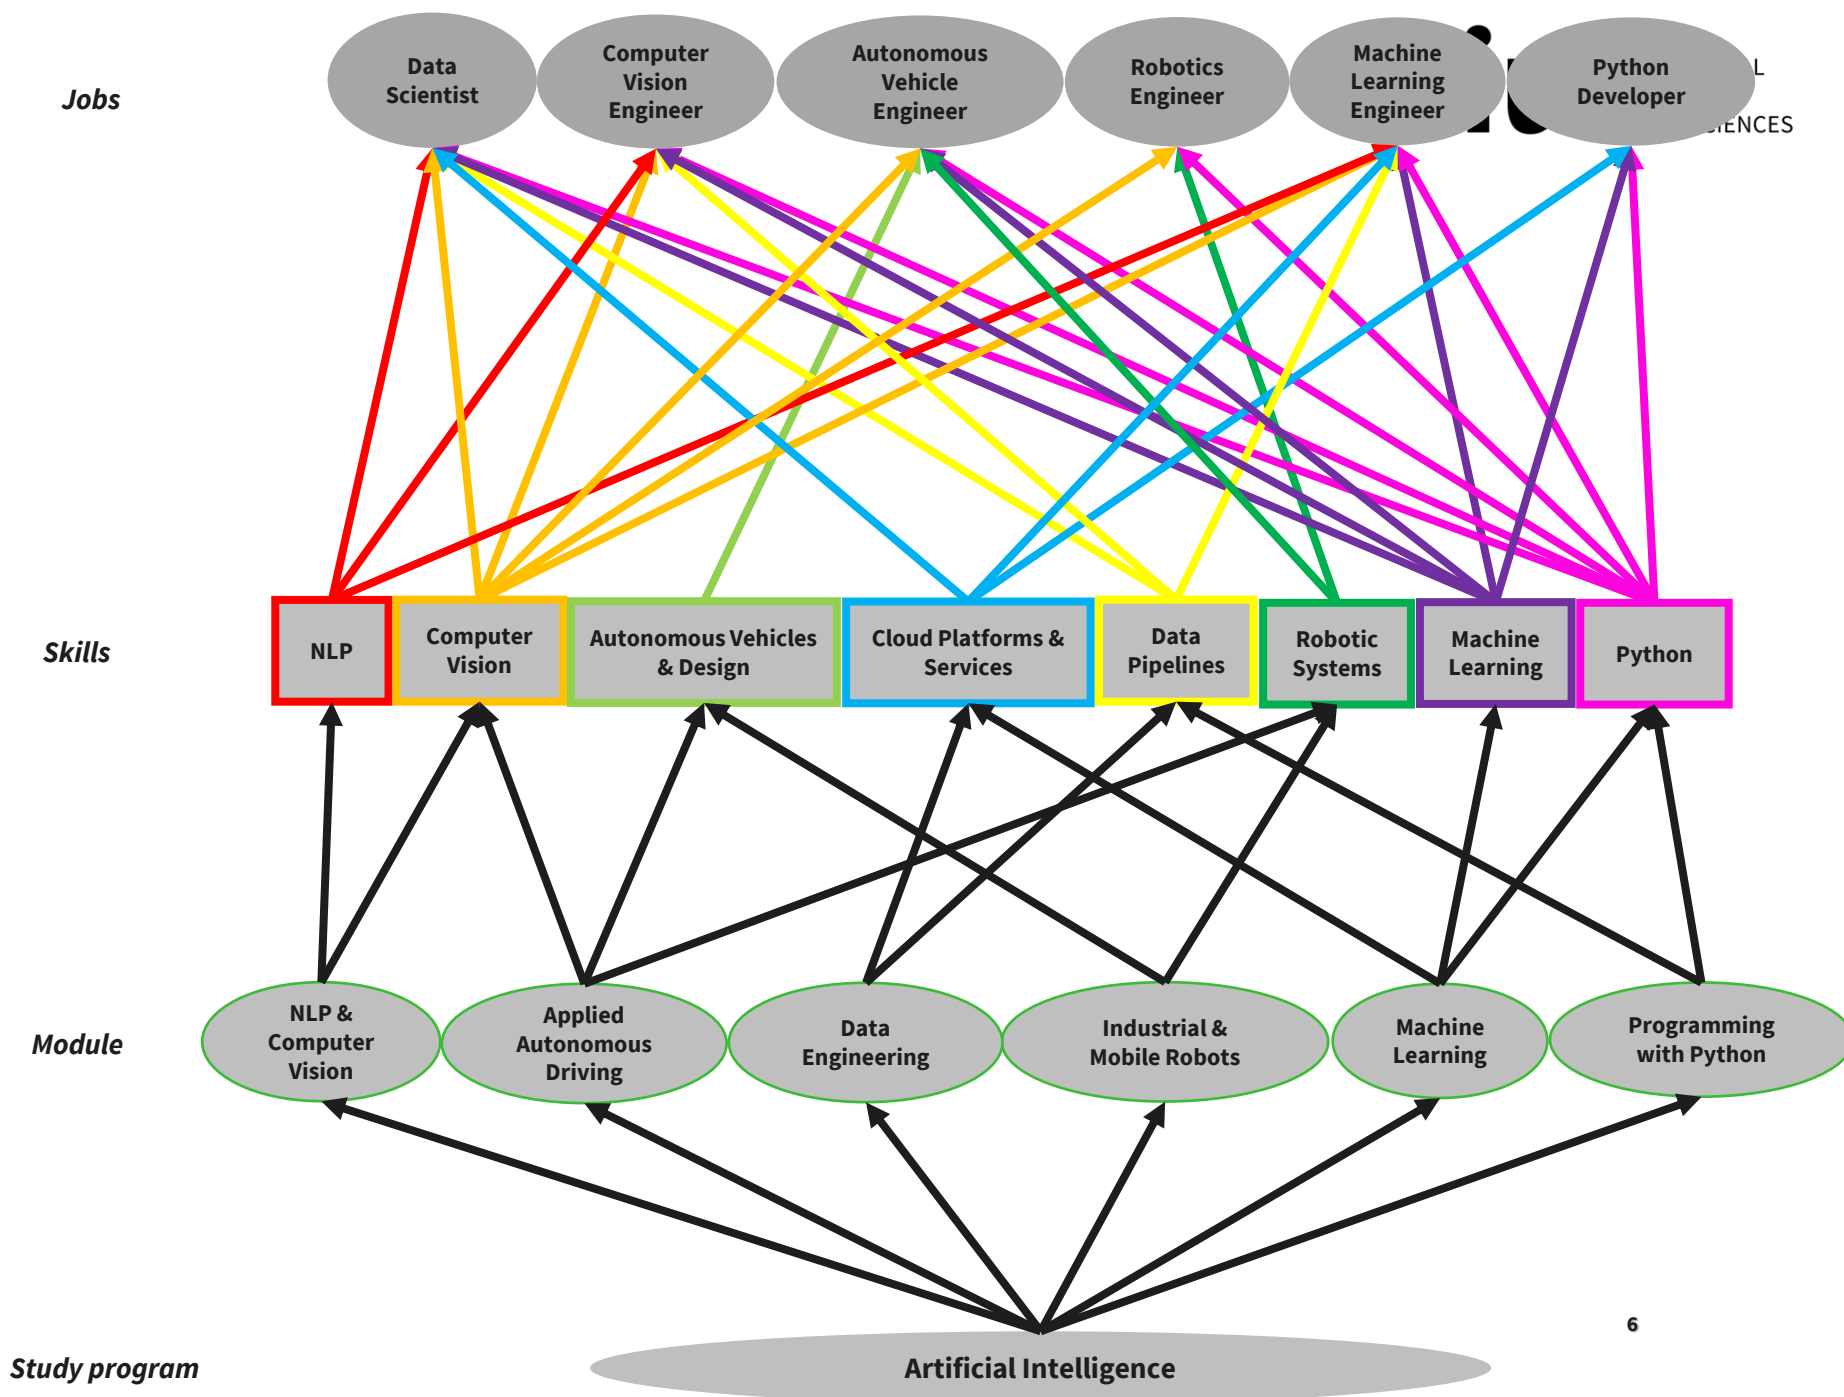 Jobs
Data
Scientist
Computer
Vision
Engineer
Autonomous
Vehicle
Engineer
Robotics
Engineer
Machine
Learning
Engineer
Python
Developer
Skills
NLP
Computer
Vision
Autonomous Vehicles
& Design
Cloud Platforms &
Services
Data
Pipelines
Robotic
Systems
Machine
Learning
Python
Module
NLP &
Computer
Vision
Applied
Autonomous
Driving
Data
Engineering
Industrial &
Mobile Robots
Machine
Learning
Programming
with Python
6
Study program
Artificial Intelligence